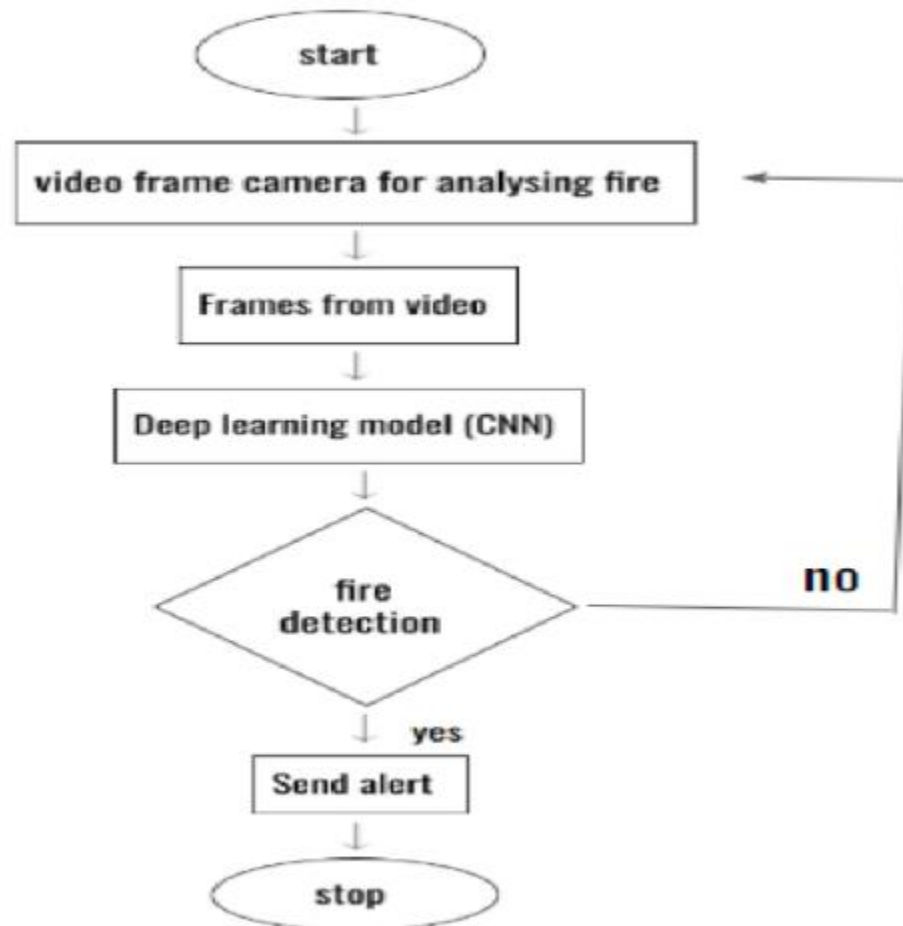 start
video frame camera for analysing fire
Frames from video
Deep learning model (CNN)
fire
detection
no
yes
Send alert
stop